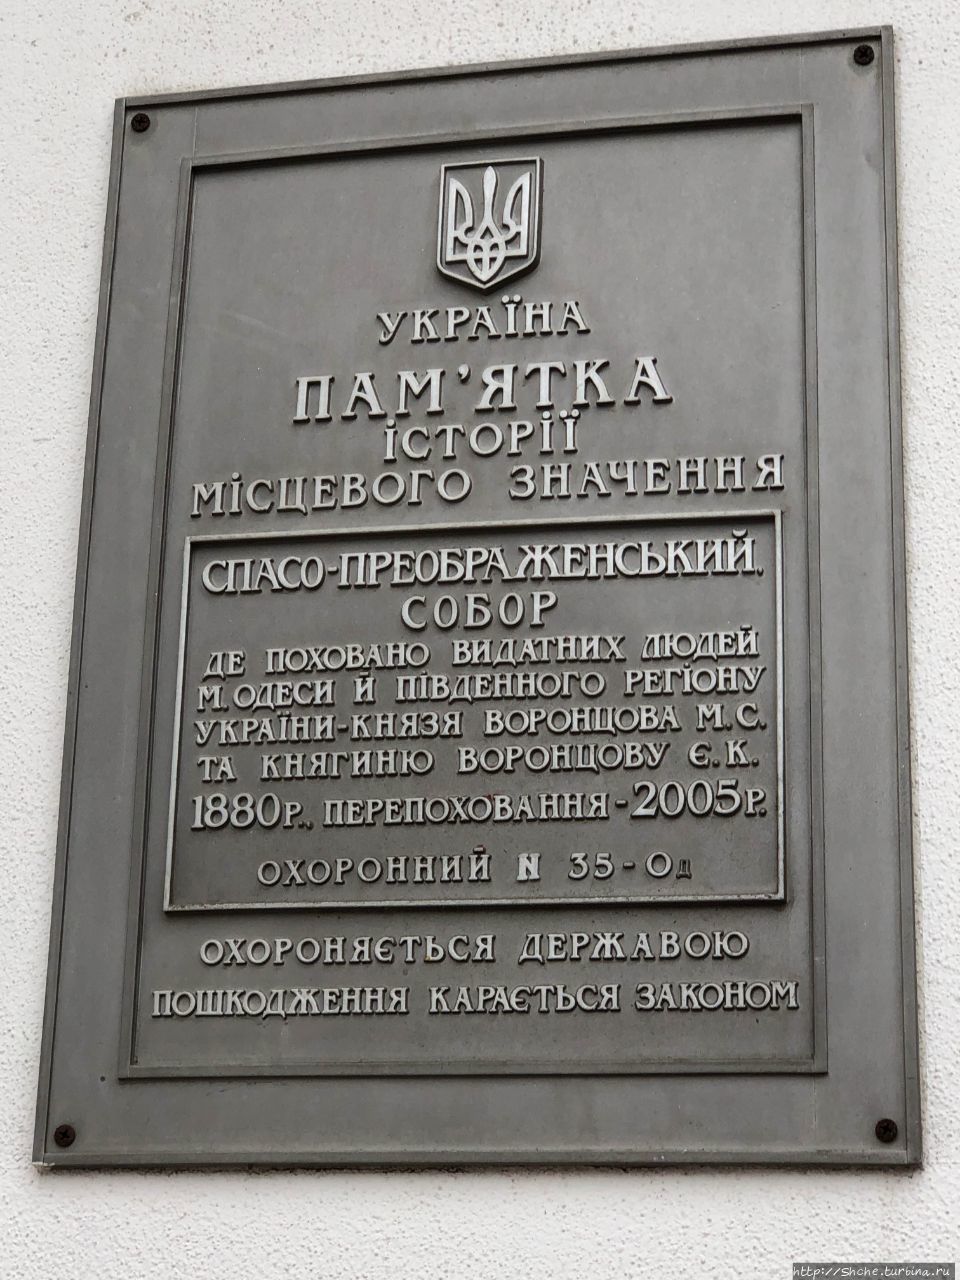 УКРАЇНА
ПАМ'ЯТКА
ІСТОРІЇ
МІСЦЕВОГО ЗНАЧЕННЯ
СПАСО-ПРЕОБРАЖЕНСЬКИЙ.
СОБОР
ДЕ ПОХОВАНО ВИДАТНИХ ЛЮДЕЙ
М.ОДЕСИ Й ПІВДЕННОГО РЕГІОНУ
УКРАЇНИ-КНЯЗЯ ВОРОНЦОВА М.С.
ТА КНЯГИНЮ ВОРОНЦОВУ Є.К.
1880р., ПЕРЕПОХОВАННЯ-2005р.
ОХОРОННИЙ N 35-Од
ОХОРОНЯЄТЬСЯ ДЕРЖАВОЮ
ПОШКОДЖЕННЯ КАРАЄТЬСЯ ЗАКОНОМ
http://Shche.turbina.ru